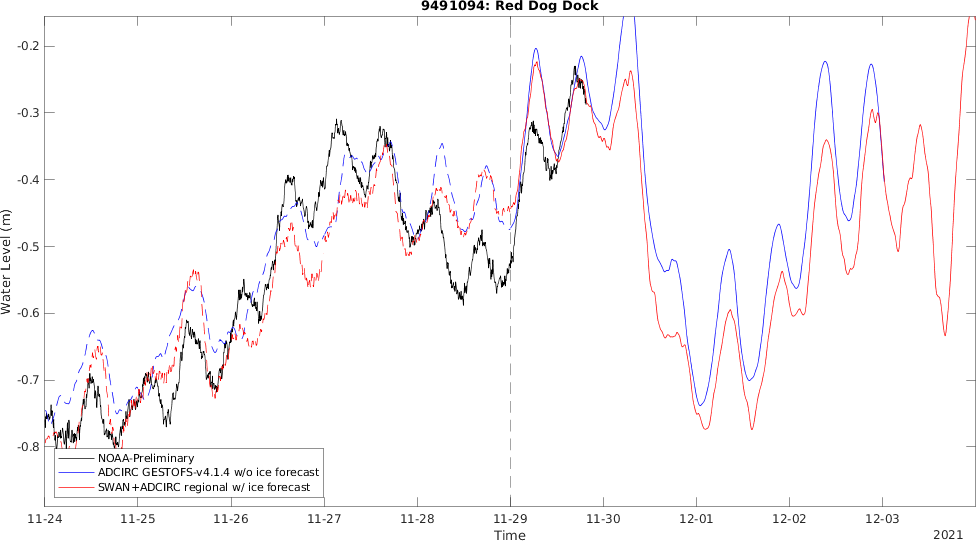 9491094: Red Dog Dock
-0.2
-0.3
-0.4
-0.5
-0.6
-0.7
-0.8
Water Level (m)
NOAA-Preliminary
ADCIRC GESTOFS-v4.1.4 w/o ice forecast
SWAN+ADCIRC regional w/ ice forecast
11-24 11-25 11-26 11-27 11-28 11-29 11-30 12-01 12-02 12-03
Time
2021